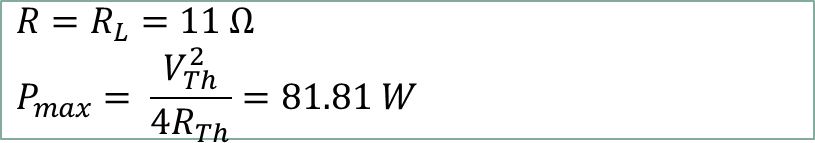 R = R_L = 11 Ω
P_max = V_Th^2 / 4R_Th = 81.81 W